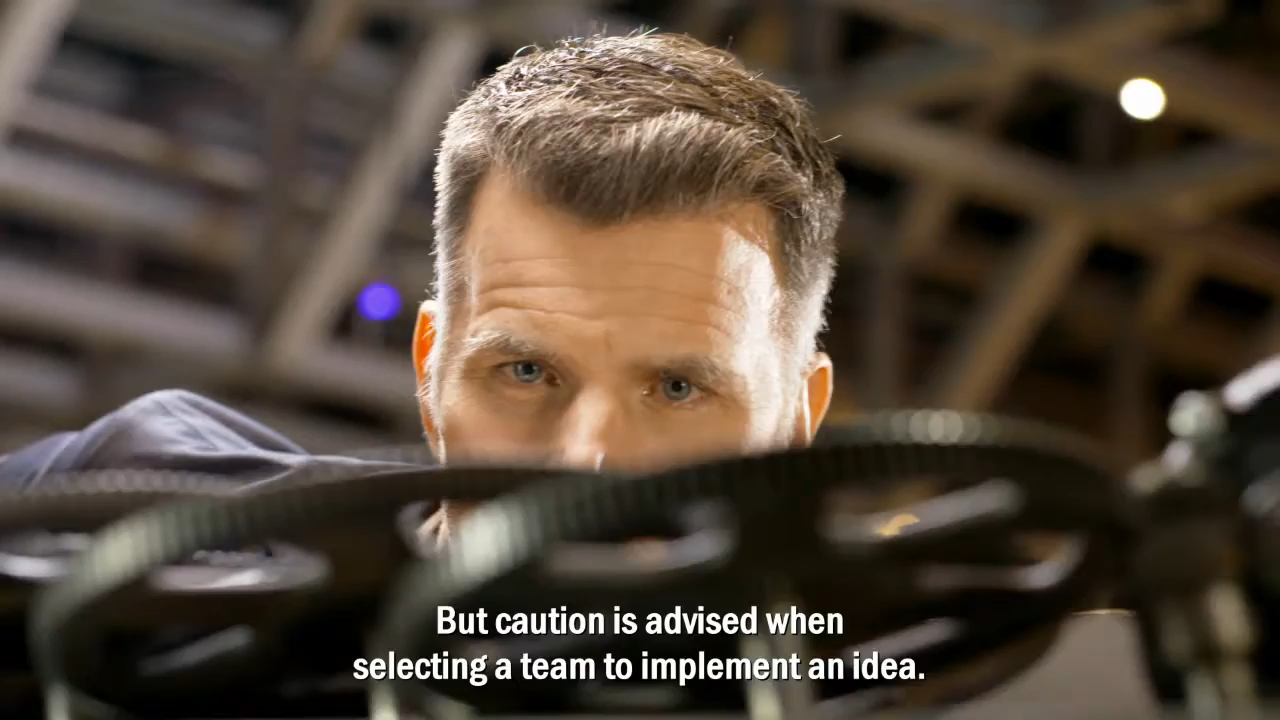 But caution is advised when
selecting a team to implement an idea.